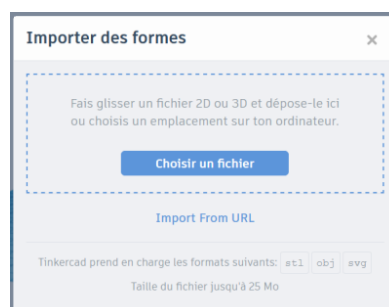 Importer des formes ×
Fais glisser un fichier 2D ou 3D et dépose-le ici
ou choisis un emplacement sur ton ordinateur.
Choisir un fichier
Import From URL
Tinkercad prend en charge les formats suivants: stl obj svg
Taille du fichier jusqu'à 25 Mo